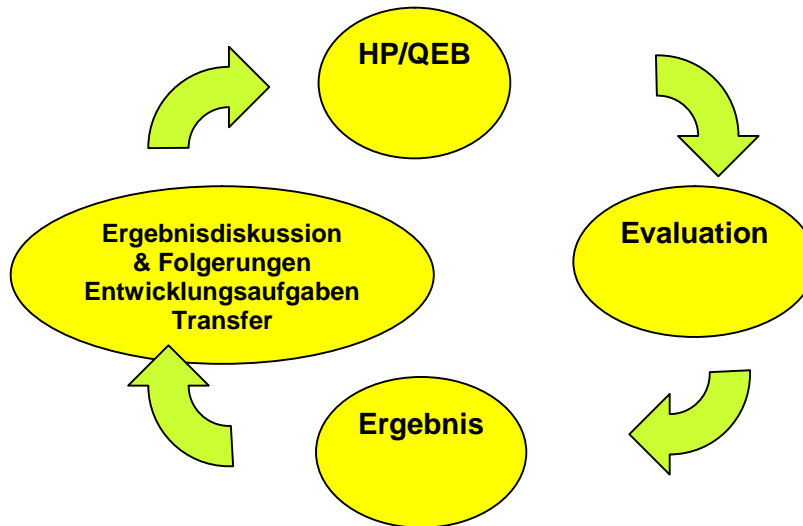 HP/QEB
Evaluation
Ergebnis
Ergebnisdiskussion
& Folgerungen
Entwicklungsaufgaben
Transfer